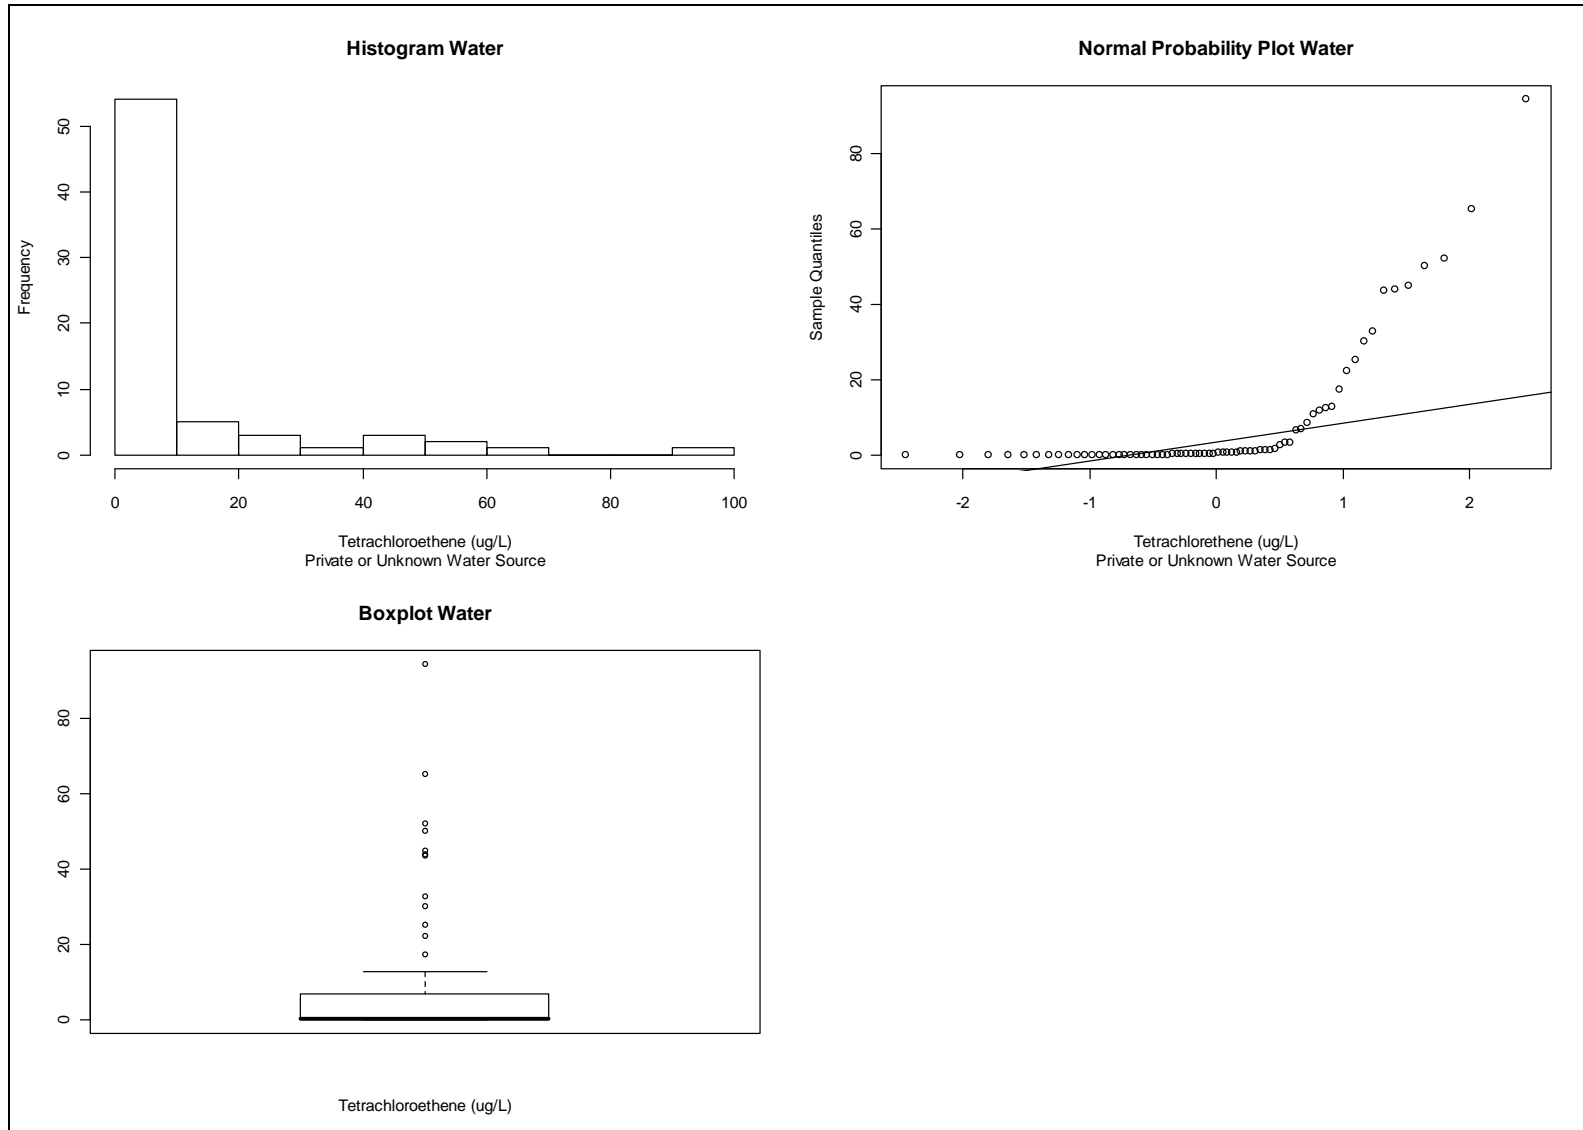 Histogram Water
Frequency
0
10
20
30
40
50
0 20 40 60 80 100
Tetrachloroethene (ug/L)
Private or Unknown Water Source
Normal Probability Plot Water
Sample Quantiles
0
20
40
60
80
-2 -1 0 1 2
Tetrachlorethene (ug/L)
Private or Unknown Water Source
Boxplot Water
0
20
40
60
80
Tetrachloroethene (ug/L)